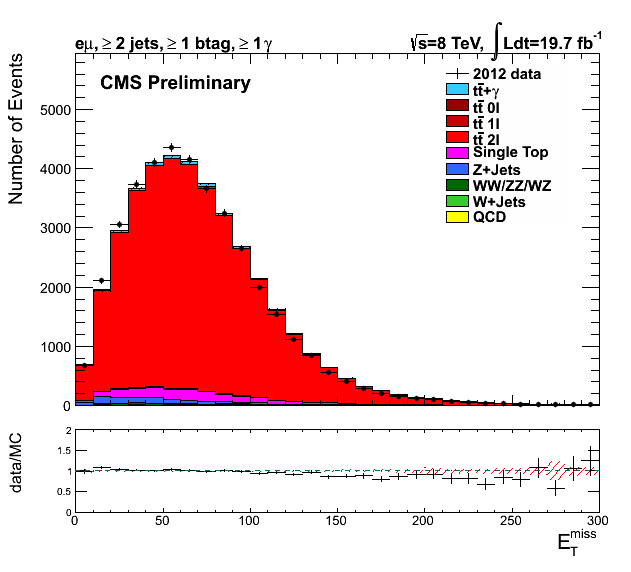 eμ, ≥ 2 jets, ≥ 1 btag, ≥ 1γ
√s=8 TeV, ∫Ldt=19.7 fb⁻¹
CMS Preliminary
2012 data
tt̄+γ
tt̄ 0l
tt̄ 1l
tt̄ 2l
Single Top
Z+Jets
WW/ZZ/WZ
W+Jets
QCD
Number of Events
5000
4000
3000
2000
1000
0
data/MC
2
1.5
1
0.5
0
0 50 100 150 200 250 300
E_T^miss